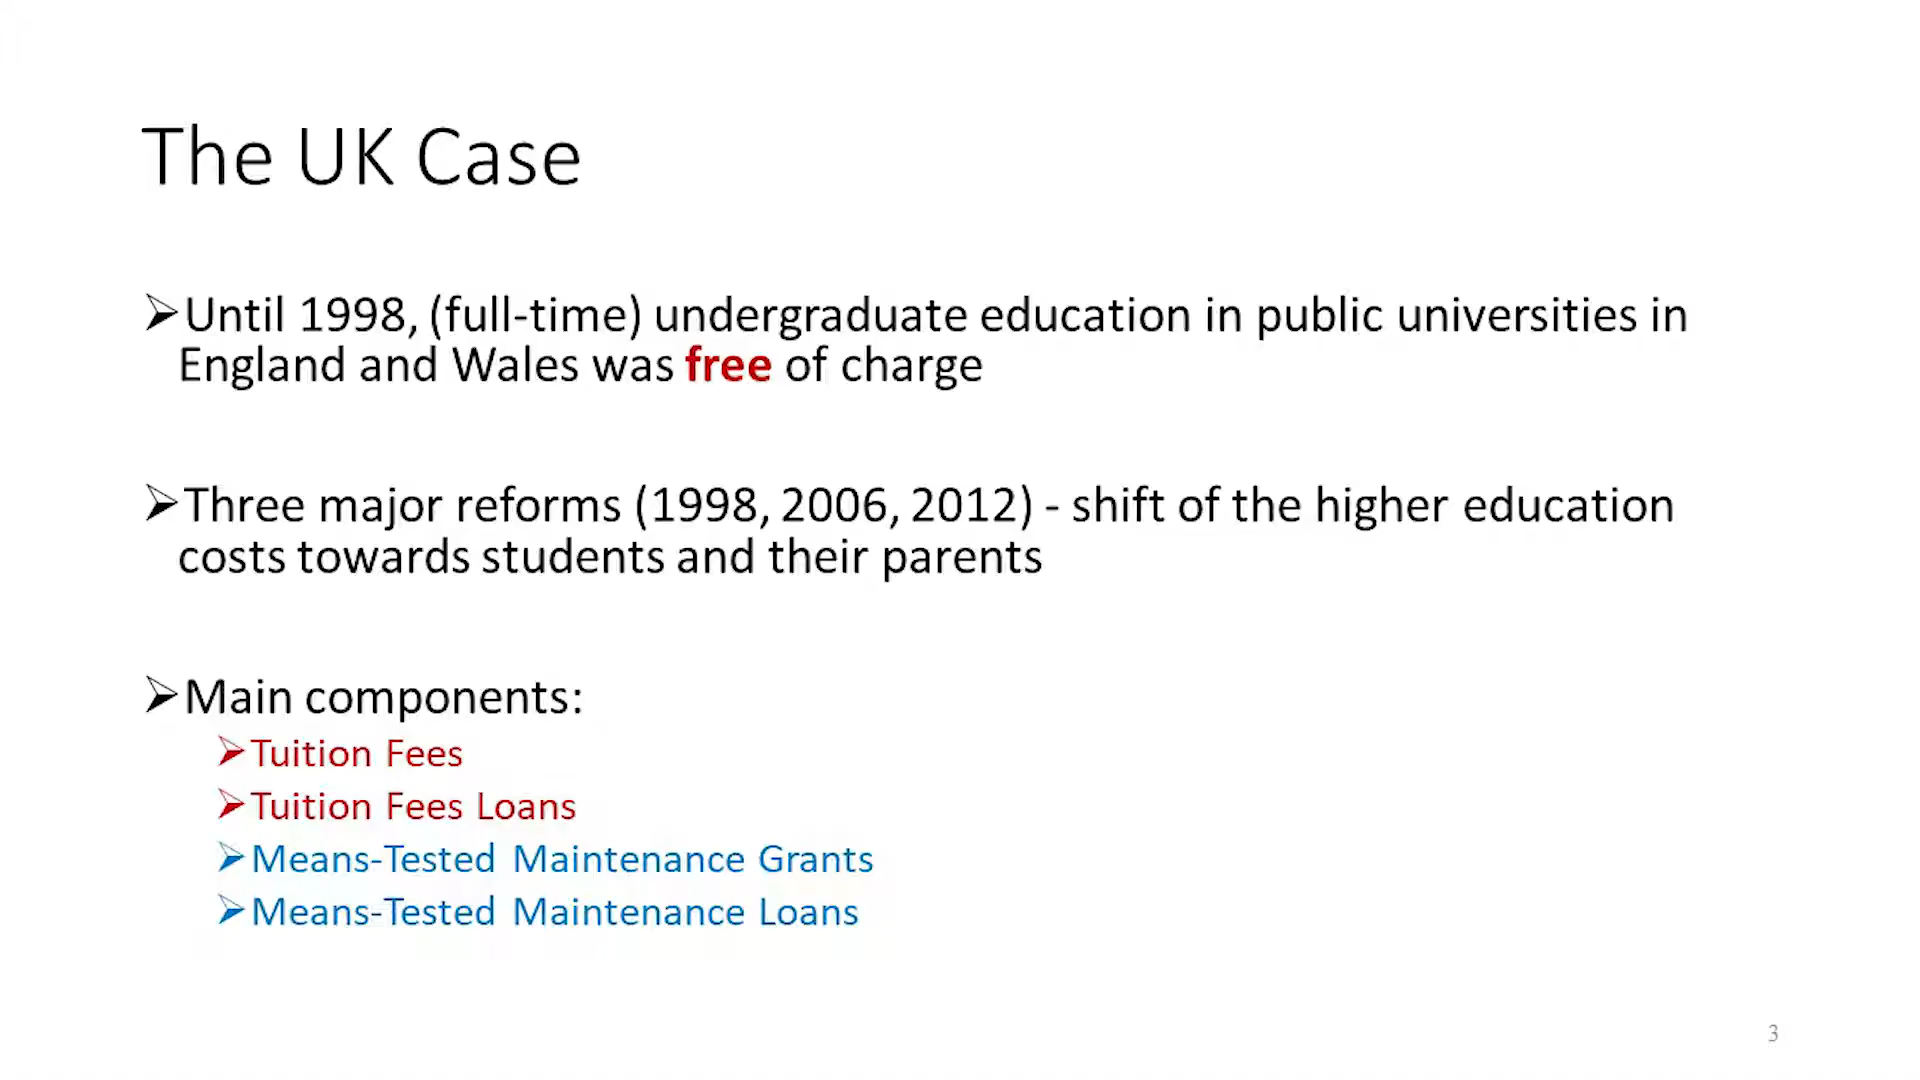 The UK Case
➢Until 1998, (full-time) undergraduate education in public universities in
England and Wales was free of charge
➢Three major reforms (1998, 2006, 2012) - shift of the higher education
costs towards students and their parents
➢Main components:
➢Tuition Fees
➢Tuition Fees Loans
➢Means-Tested Maintenance Grants
➢Means-Tested Maintenance Loans
3